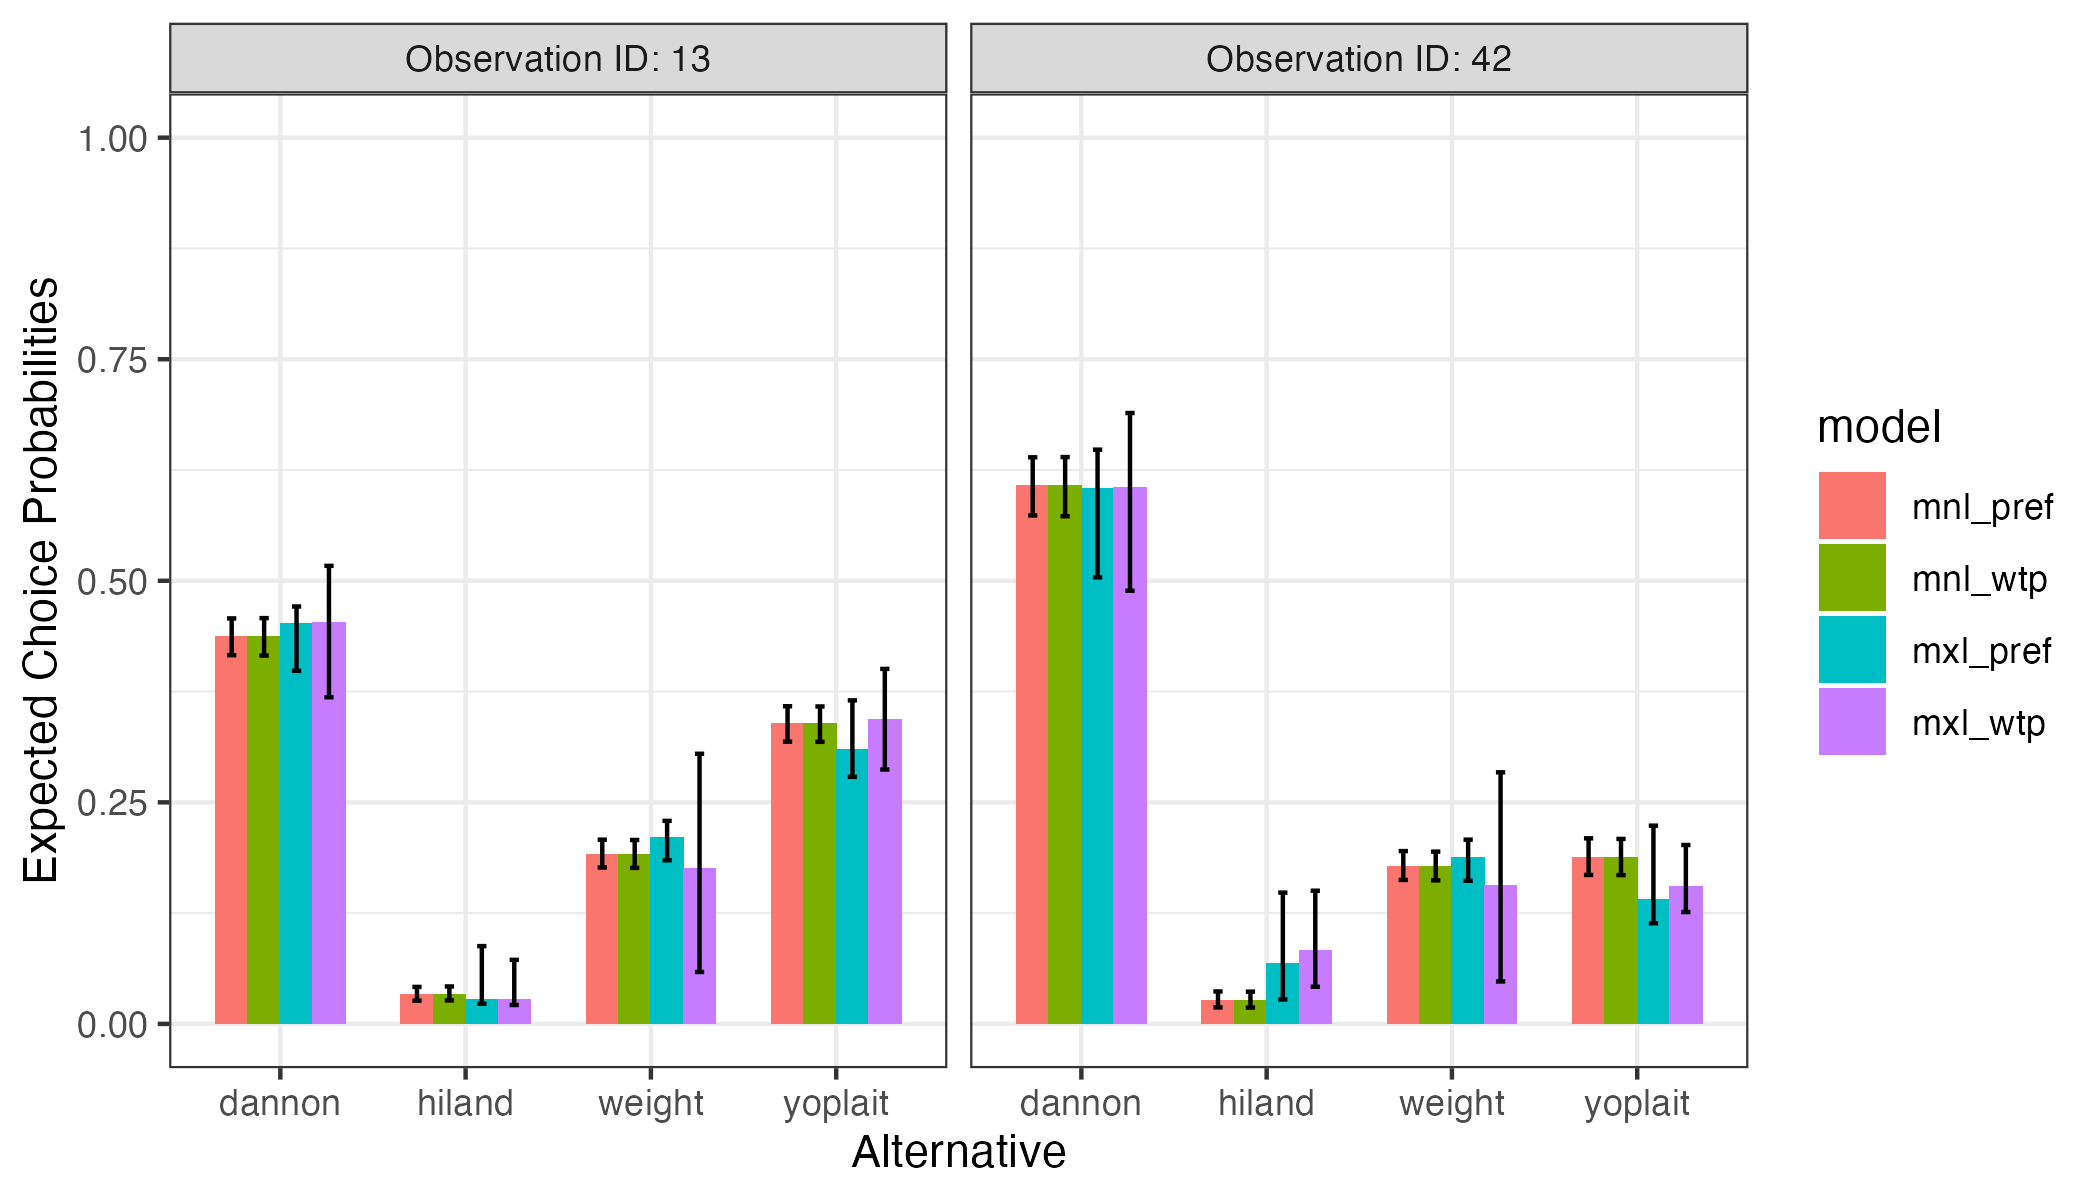 Observation ID: 13
Observation ID: 42
Expected Choice Probabilities
1.00
0.75
0.50
0.25
0.00
dannon hiland weight yoplait
dannon hiland weight yoplait
Alternative
model
mnl_pref
mnl_wtp
mxl_pref
mxl_wtp